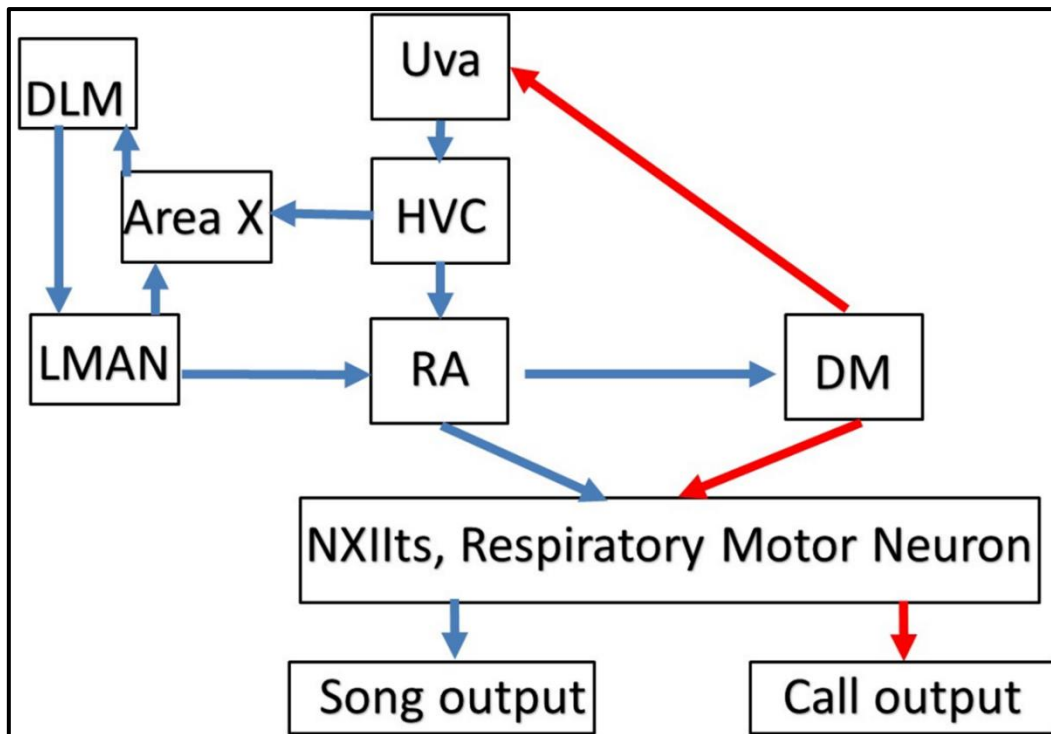 Uva
DLM
Area X
HVC
LMAN
RA
DM
NXIIts, Respiratory Motor Neuron
Song output
Call output